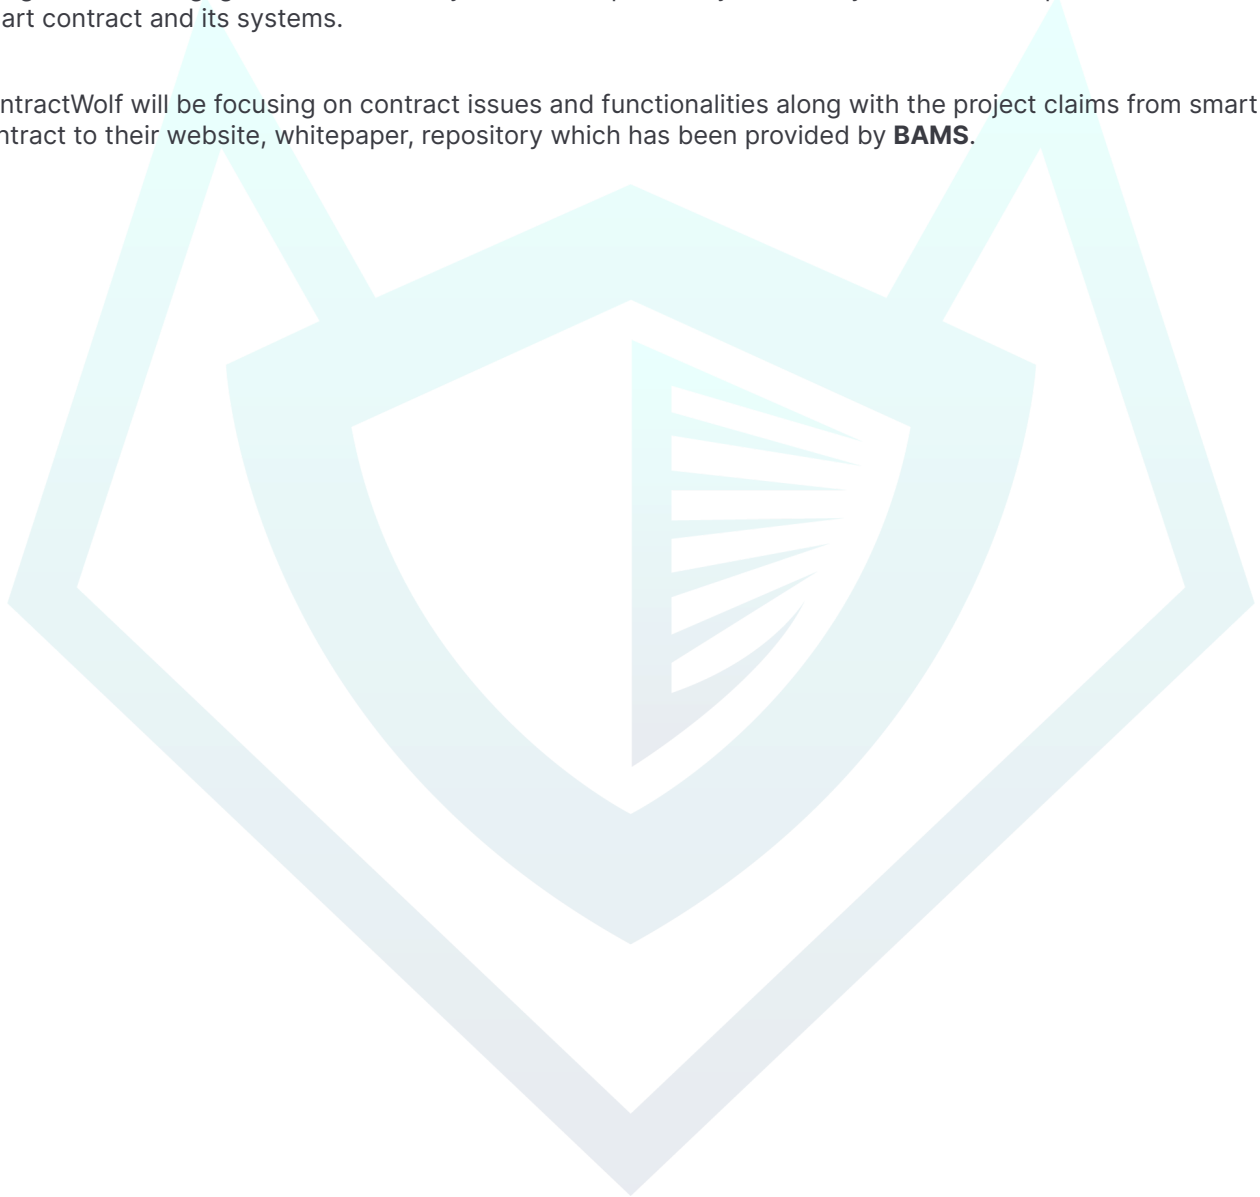 art contract and its systems.
ntractWolf will be focusing on contract issues and functionalities along with the project claims from smart
ntract to their website, whitepaper, repository which has been provided by BAMS.